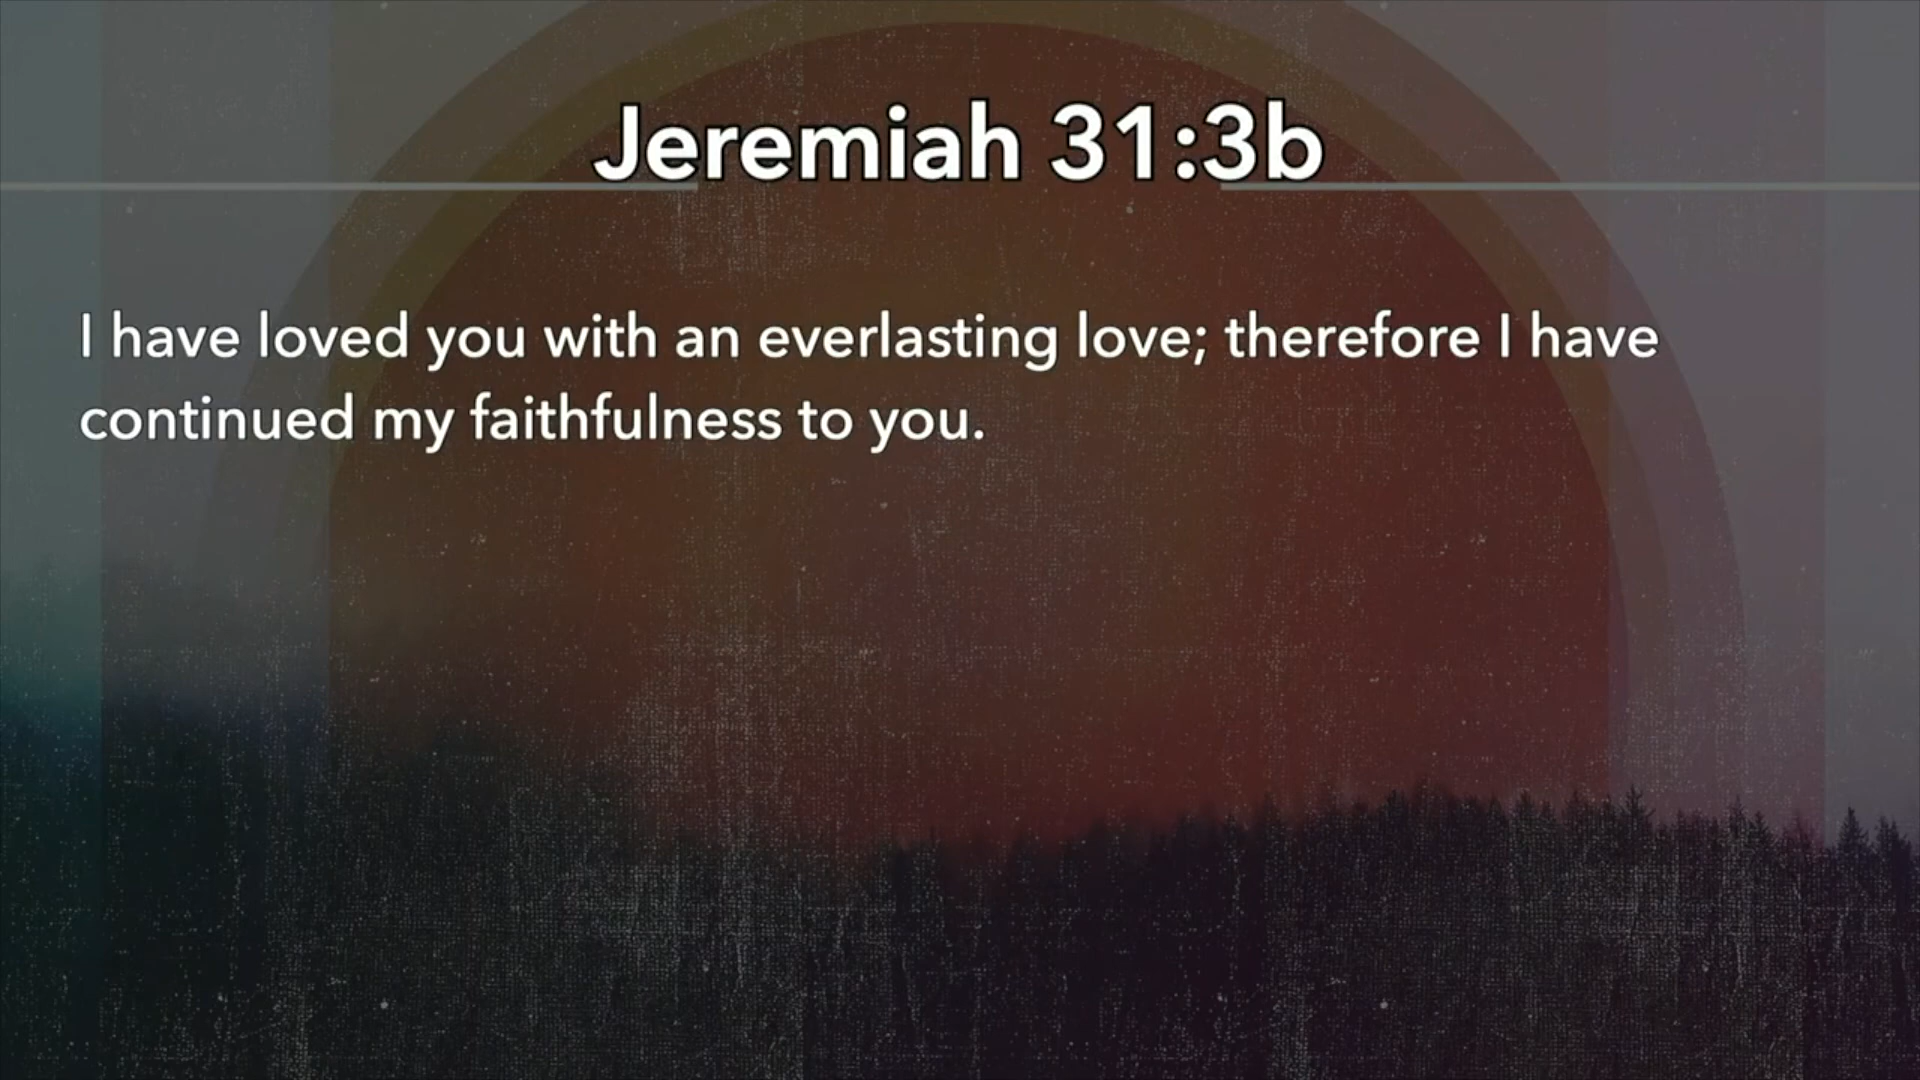 Jeremiah 31:3b
I have loved you with an everlasting love; therefore I have
continued my faithfulness to you.